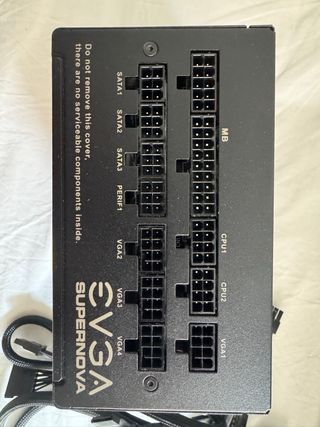 EVGA
SUPERNOVA
Do not remove this cover,
there are no serviceable
components inside.
SATA1
SATA2
SATA3
PERIF1
VGA2
VGA3
VGA4
MB
CPU1
CPU2
VGA1